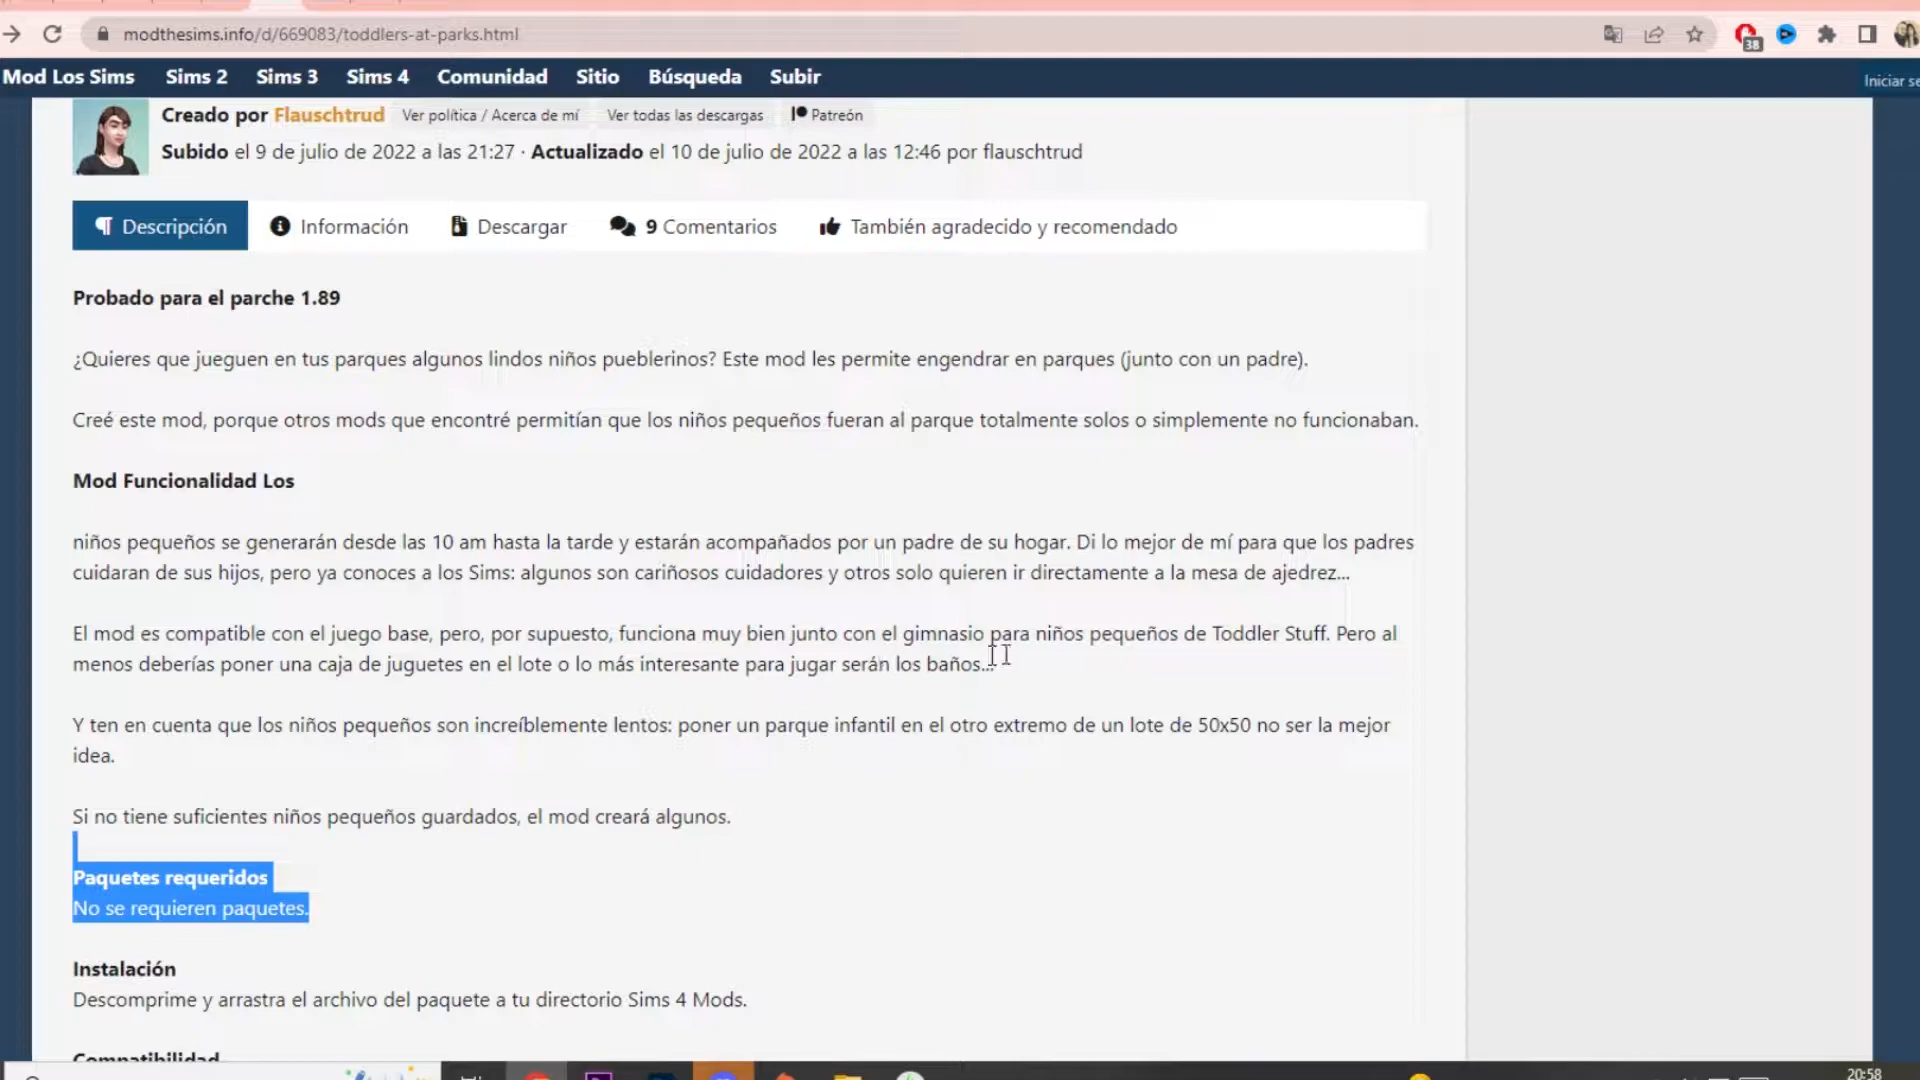 modthesims.info/d/669083/toddlers-at-parks.html
38
Mod Los Sims Sims 2 Sims 3 Sims 4 Comunidad Sitio Búsqueda Subir
Iniciar se
Creado por Flauschtrud Ver política / Acerca de mí Ver todas las descargas Patreón
Subido el 9 de julio de 2022 a las 21:27 · Actualizado el 10 de julio de 2022 a las 12:46 por flauschtrud
Descripción Información Descargar 9 Comentarios También agradecido y recomendado
Probado para el parche 1.89
¿Quieres que jueguen en tus parques algunos lindos niños pueblerinos? Este mod les permite engendrar en parques (junto con un padre).
Creé este mod, porque otros mods que encontré permitían que los niños pequeños fueran al parque totalmente solos o simplemente no funcionaban.
Mod Funcionalidad Los
niños pequeños se generarán desde las 10 am hasta la tarde y estarán acompañados por un padre de su hogar. Di lo mejor de mí para que los padres
cuidaran de sus hijos, pero ya conoces a los Sims: algunos son cariñosos cuidadores y otros solo quieren ir directamente a la mesa de ajedrez...
El mod es compatible con el juego base, pero, por supuesto, funciona muy bien junto con el gimnasio para niños pequeños de Toddler Stuff. Pero al
menos deberías poner una caja de juguetes en el lote o lo más interesante para jugar serán los baños...
Y ten en cuenta que los niños pequeños son increíblemente lentos: poner un parque infantil en el otro extremo de un lote de 50x50 no ser la mejor
idea.
Si no tiene suficientes niños pequeños guardados, el mod creará algunos.
Paquetes requeridos
No se requieren paquetes.
Instalación
Descomprime y arrastra el archivo del paquete a tu directorio Sims 4 Mods.
Compatibilidad
20:58